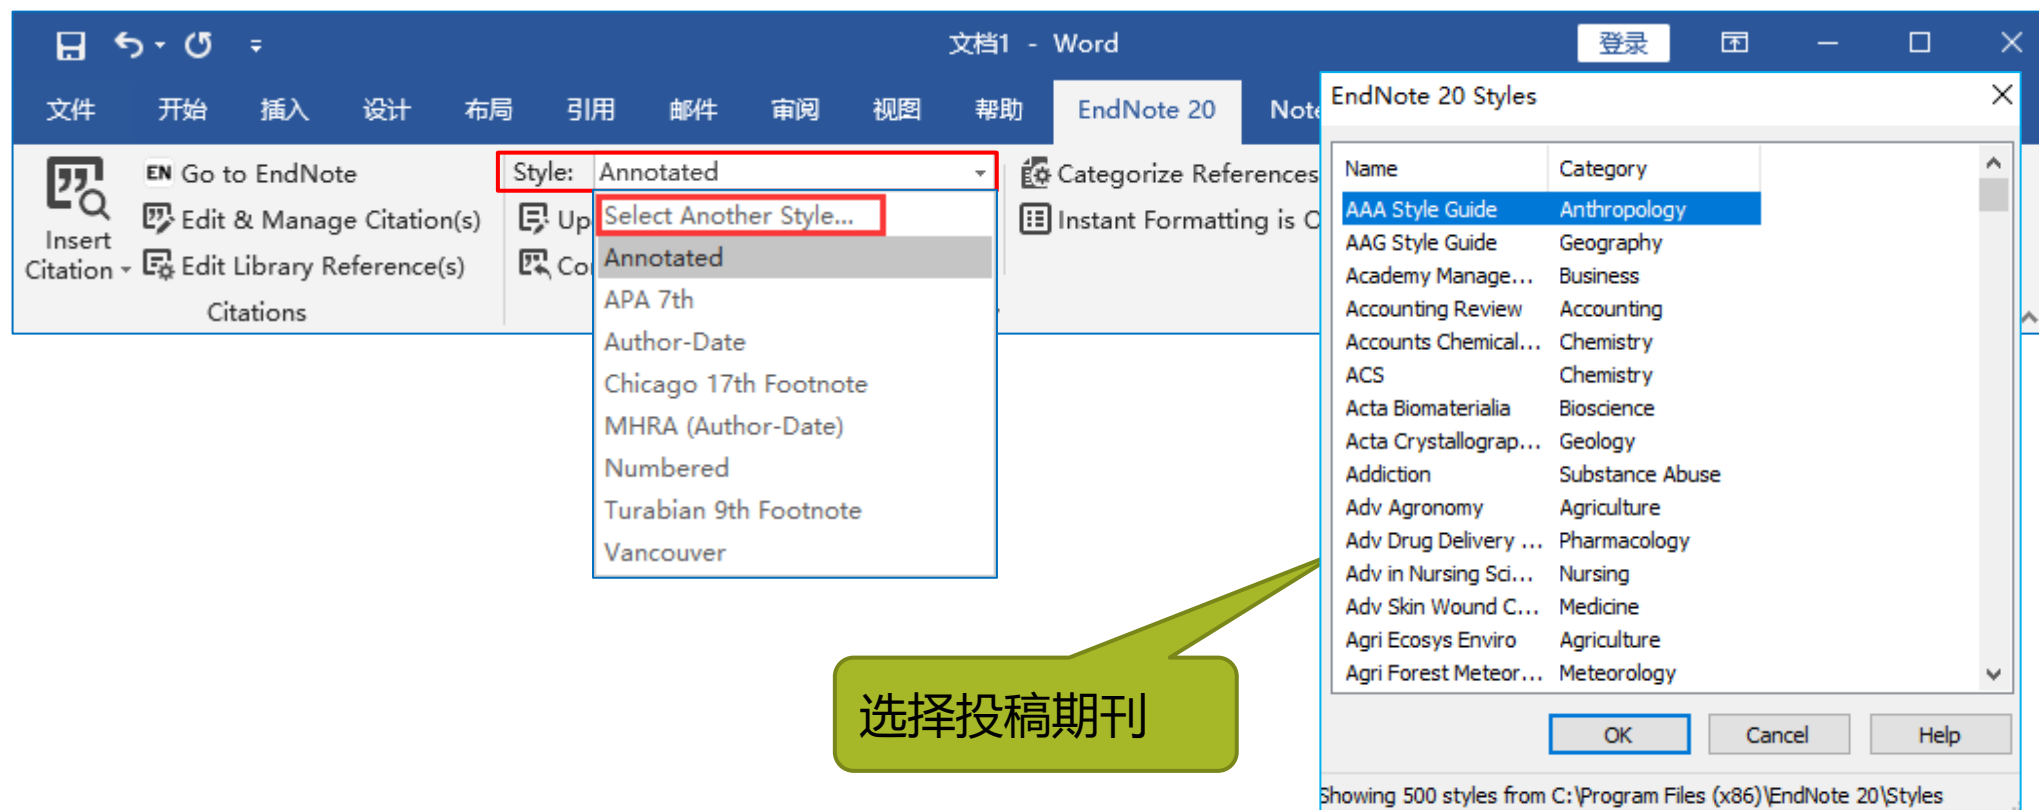 文档1 - Word
登录
文件 开始 插入 设计 布局 引用 邮件 审阅 视图 帮助 EndNote 20 Note
Insert
Citation
EN Go to EndNote
Edit & Manage Citation(s)
Edit Library Reference(s)
Citations
Style: Annotated
Up
Co
Select Another Style...
Annotated
APA 7th
Author-Date
Chicago 17th Footnote
MHRA (Author-Date)
Numbered
Turabian 9th Footnote
Vancouver
Categorize References
Instant Formatting is O
EndNote 20 Styles
Name Category
AAA Style Guide Anthropology
AAG Style Guide Geography
Academy Manage... Business
Accounting Review Accounting
Accounts Chemical... Chemistry
ACS Chemistry
Acta Biomaterialia Bioscience
Acta Crystallograp... Geology
Addiction Substance Abuse
Adv Agronomy Agriculture
Adv Drug Delivery ... Pharmacology
Adv in Nursing Sci... Nursing
Adv Skin Wound C... Medicine
Agri Ecosys Enviro Agriculture
Agri Forest Meteor... Meteorology
OK Cancel Help
Showing 500 styles from C:\Program Files (x86)\EndNote 20\Styles
选择投稿期刊